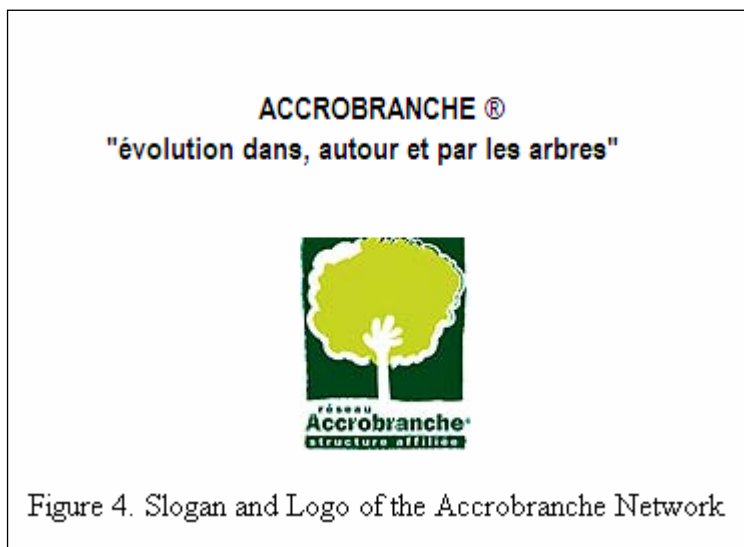 ACCROBRANCHE ®
"évolution dans, autour et par les arbres"
réseau
Accrobranche®
structure affiliée
Figure 4. Slogan and Logo of the Accrobranche Network